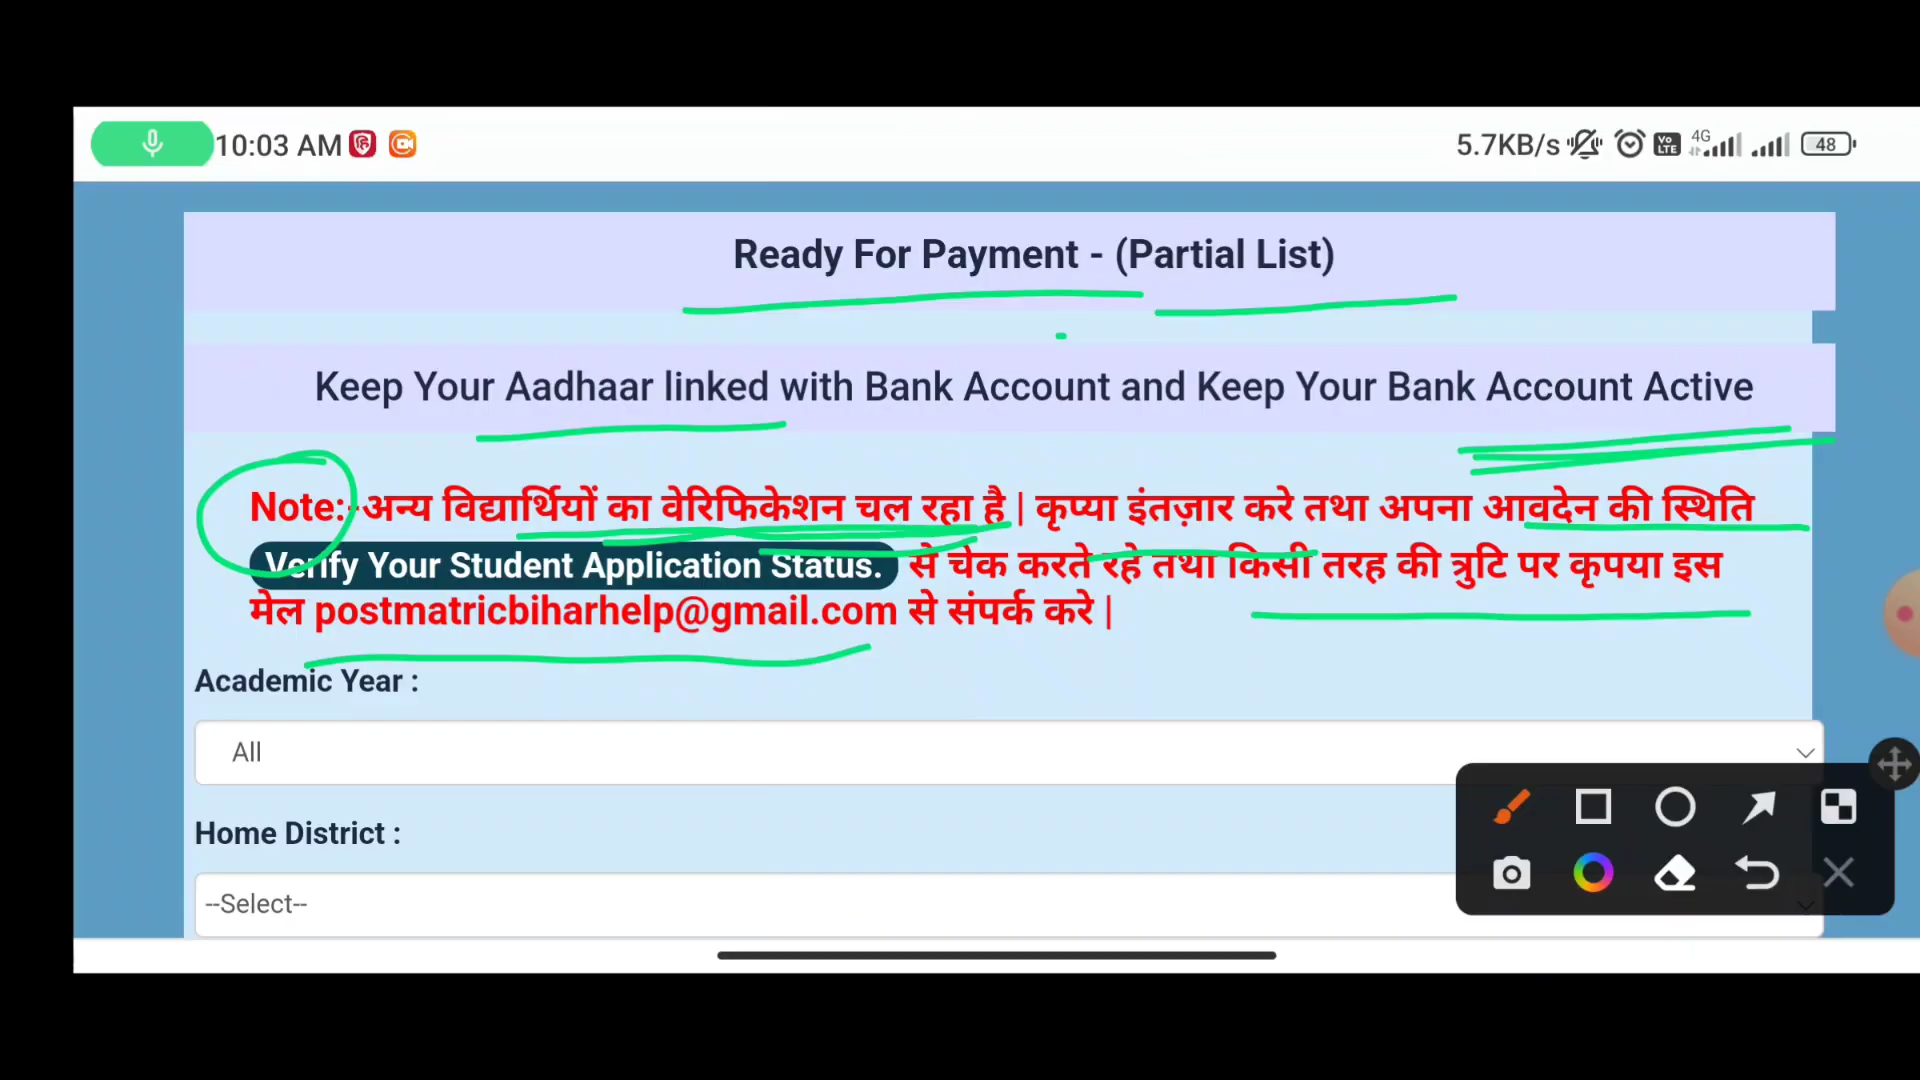 10:03 AM 5.7KB/s Vo LTE 4G 48
Ready For Payment - (Partial List)
Keep Your Aadhaar linked with Bank Account and Keep Your Bank Account Active
Note:-अन्य विद्यार्थियों का वेरिफिकेशन चल रहा है | कृप्या इंतज़ार करे तथा अपना आवदेन की स्थिति
Verify Your Student Application Status. से चेक करते रहे तथा किसी तरह की त्रुटि पर कृपया इस
मेल postmatricbiharhelp@gmail.com से संपर्क करे |
Academic Year :
All
Home District :
--Select--